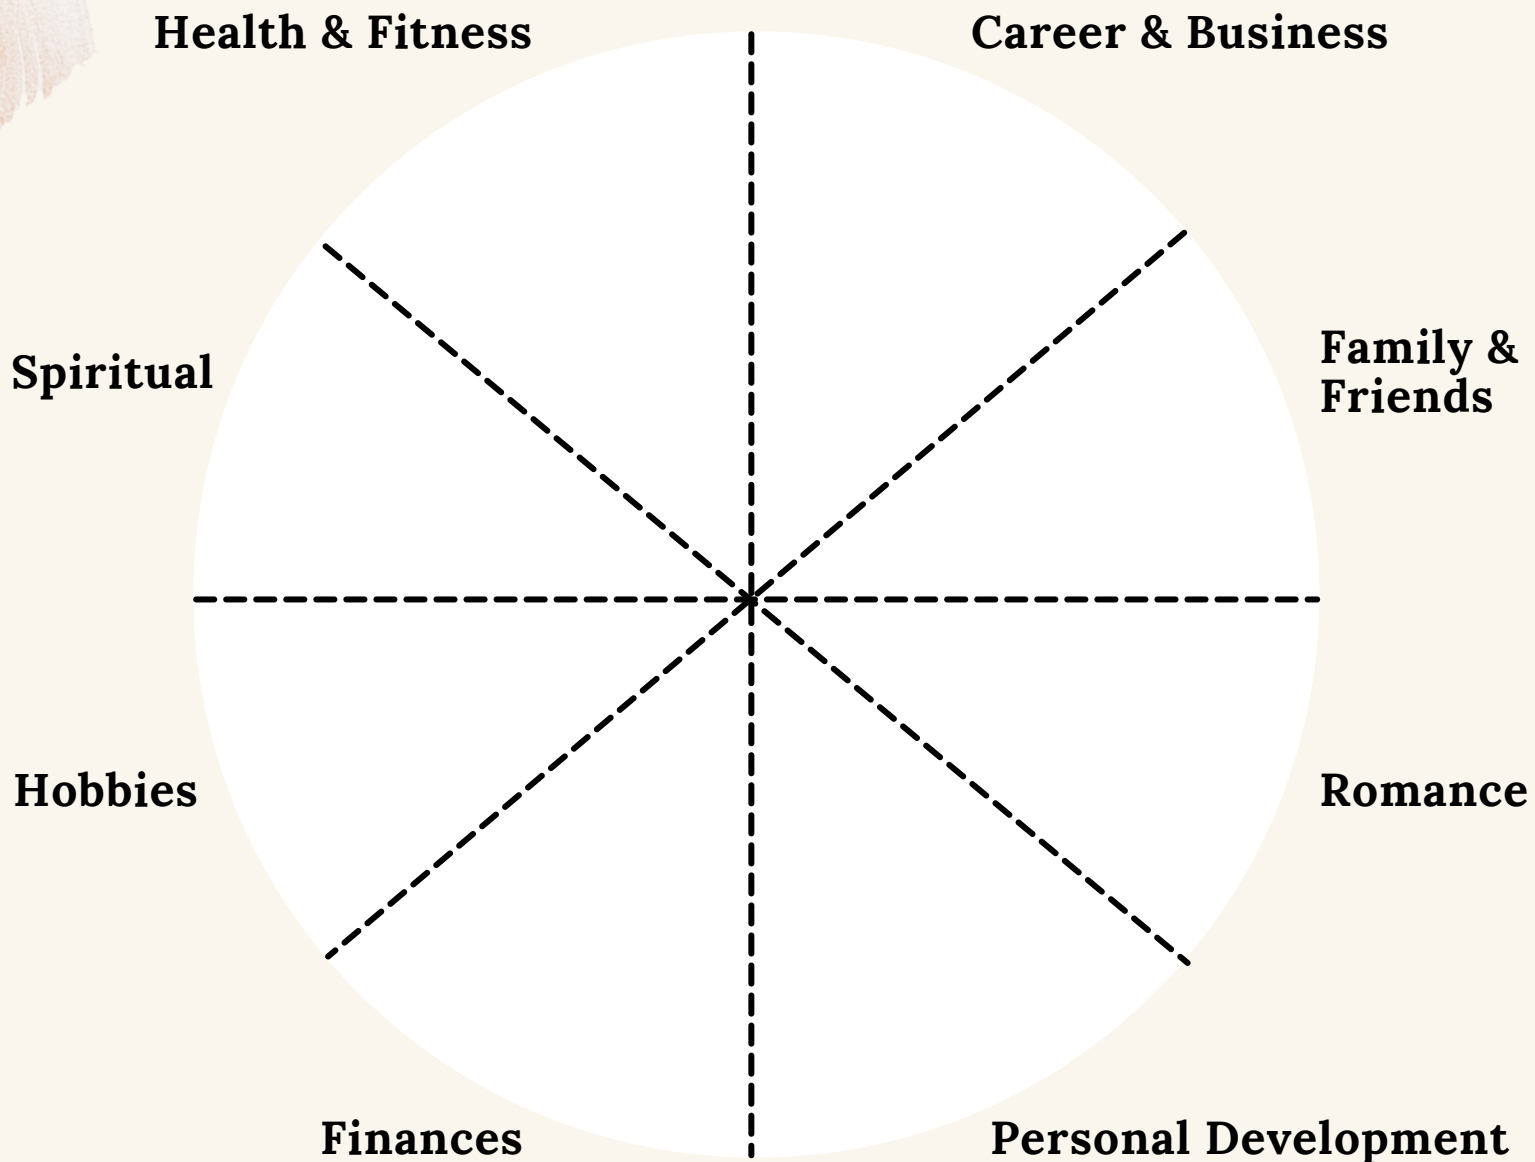 Health & Fitness
Career & Business
Spiritual
Family &
Friends
Hobbies
Romance
Finances
Personal Development